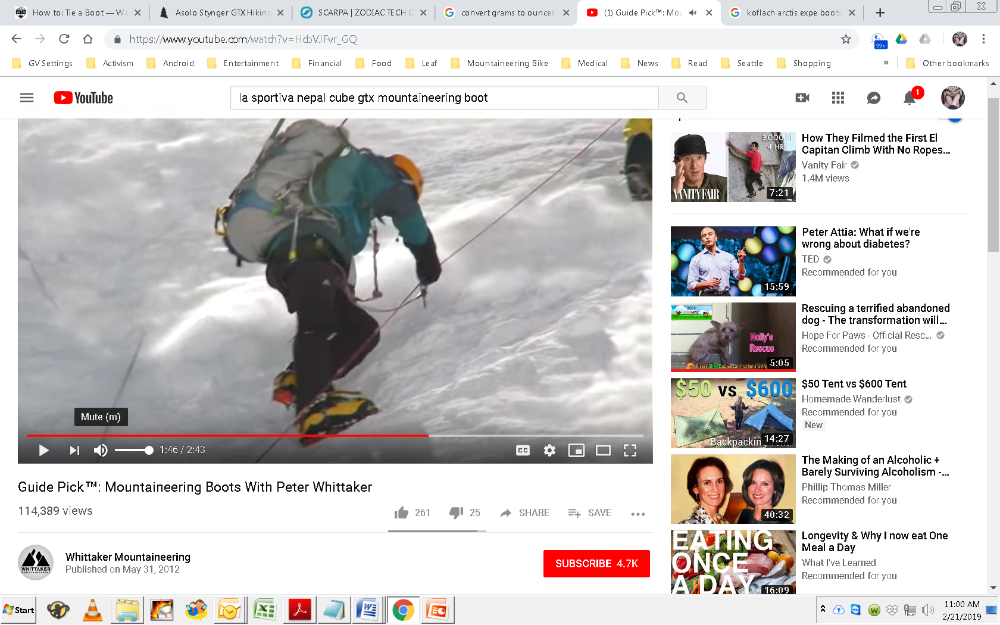 How to: Tie a Boot — Wa
Asolo Stynger GTX Hiking
SCARPA | ZODIAC TECH G
convert grams to ounces
(1) Guide Pick™: Mou
koflach arctis expe boots
https://www.youtube.com/watch?v=HcbVJFvr_GQ
99+
GV Settings
Activism
Android
Entertainment
Financial
Food
Leaf
Mountaineering Bike
Medical
News
Read
Seattle
Shopping
»
Other bookmarks
YouTube
la sportiva nepal cube gtx mountaineering boot
1
Up next
AUTOPLAY
3,000 FT
4 HRS
VANITY FAIR
7:21
How They Filmed the First El
Capitan Climb With No Ropes...
Vanity Fair
1.4M views
15:59
Peter Attia: What if we're
wrong about diabetes?
TED
Recommended for you
HOPE
FOR PAWS
Holly's
Rescue
Please SHARE so we can find her a loving
5:05
Rescuing a terrified abandoned
dog - The transformation will...
Hope For Paws - Official Resc...
Recommended for you
$50 VS $600
Backpacking
14:27
$50 Tent vs $600 Tent
Homemade Wanderlust
Recommended for you
New
40:32
The Making of an Alcoholic +
Barely Surviving Alcoholism -...
Phillip Thomas Miller
Recommended for you
EATING
ONCE
A DAY
16:09
Longevity & Why I now eat One
Meal a Day
What I've Learned
Recommended for you
Mute (m)
1:46 / 2:43
CC
Guide Pick™: Mountaineering Boots With Peter Whittaker
114,389 views
261
25
SHARE
SAVE
WHITTAKER
MOUNTAINEERING
Whittaker Mountaineering
Published on May 31, 2012
SUBSCRIBE 4.7K
Start
11:00 AM
2/21/2019